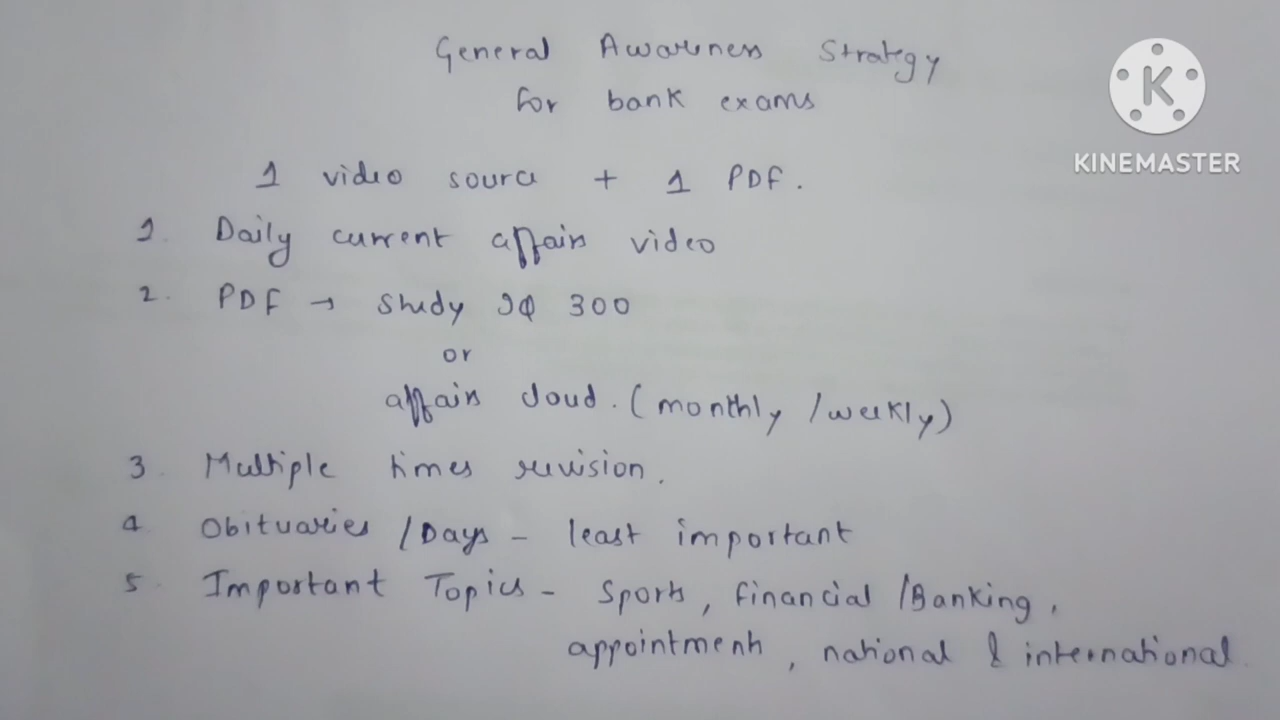 General Awareness Strategy
for bank exams
KINEMASTER
1 video source + 1 PDF.
1. Daily current affairs video
2. PDF → Study IQ 300
or
affairs cloud. (monthly /weekly)
3. Multiple times revision.
4 Obituaries /Days - least important
5 Important Topics - Sports, financial /Banking,
appointment, national & international